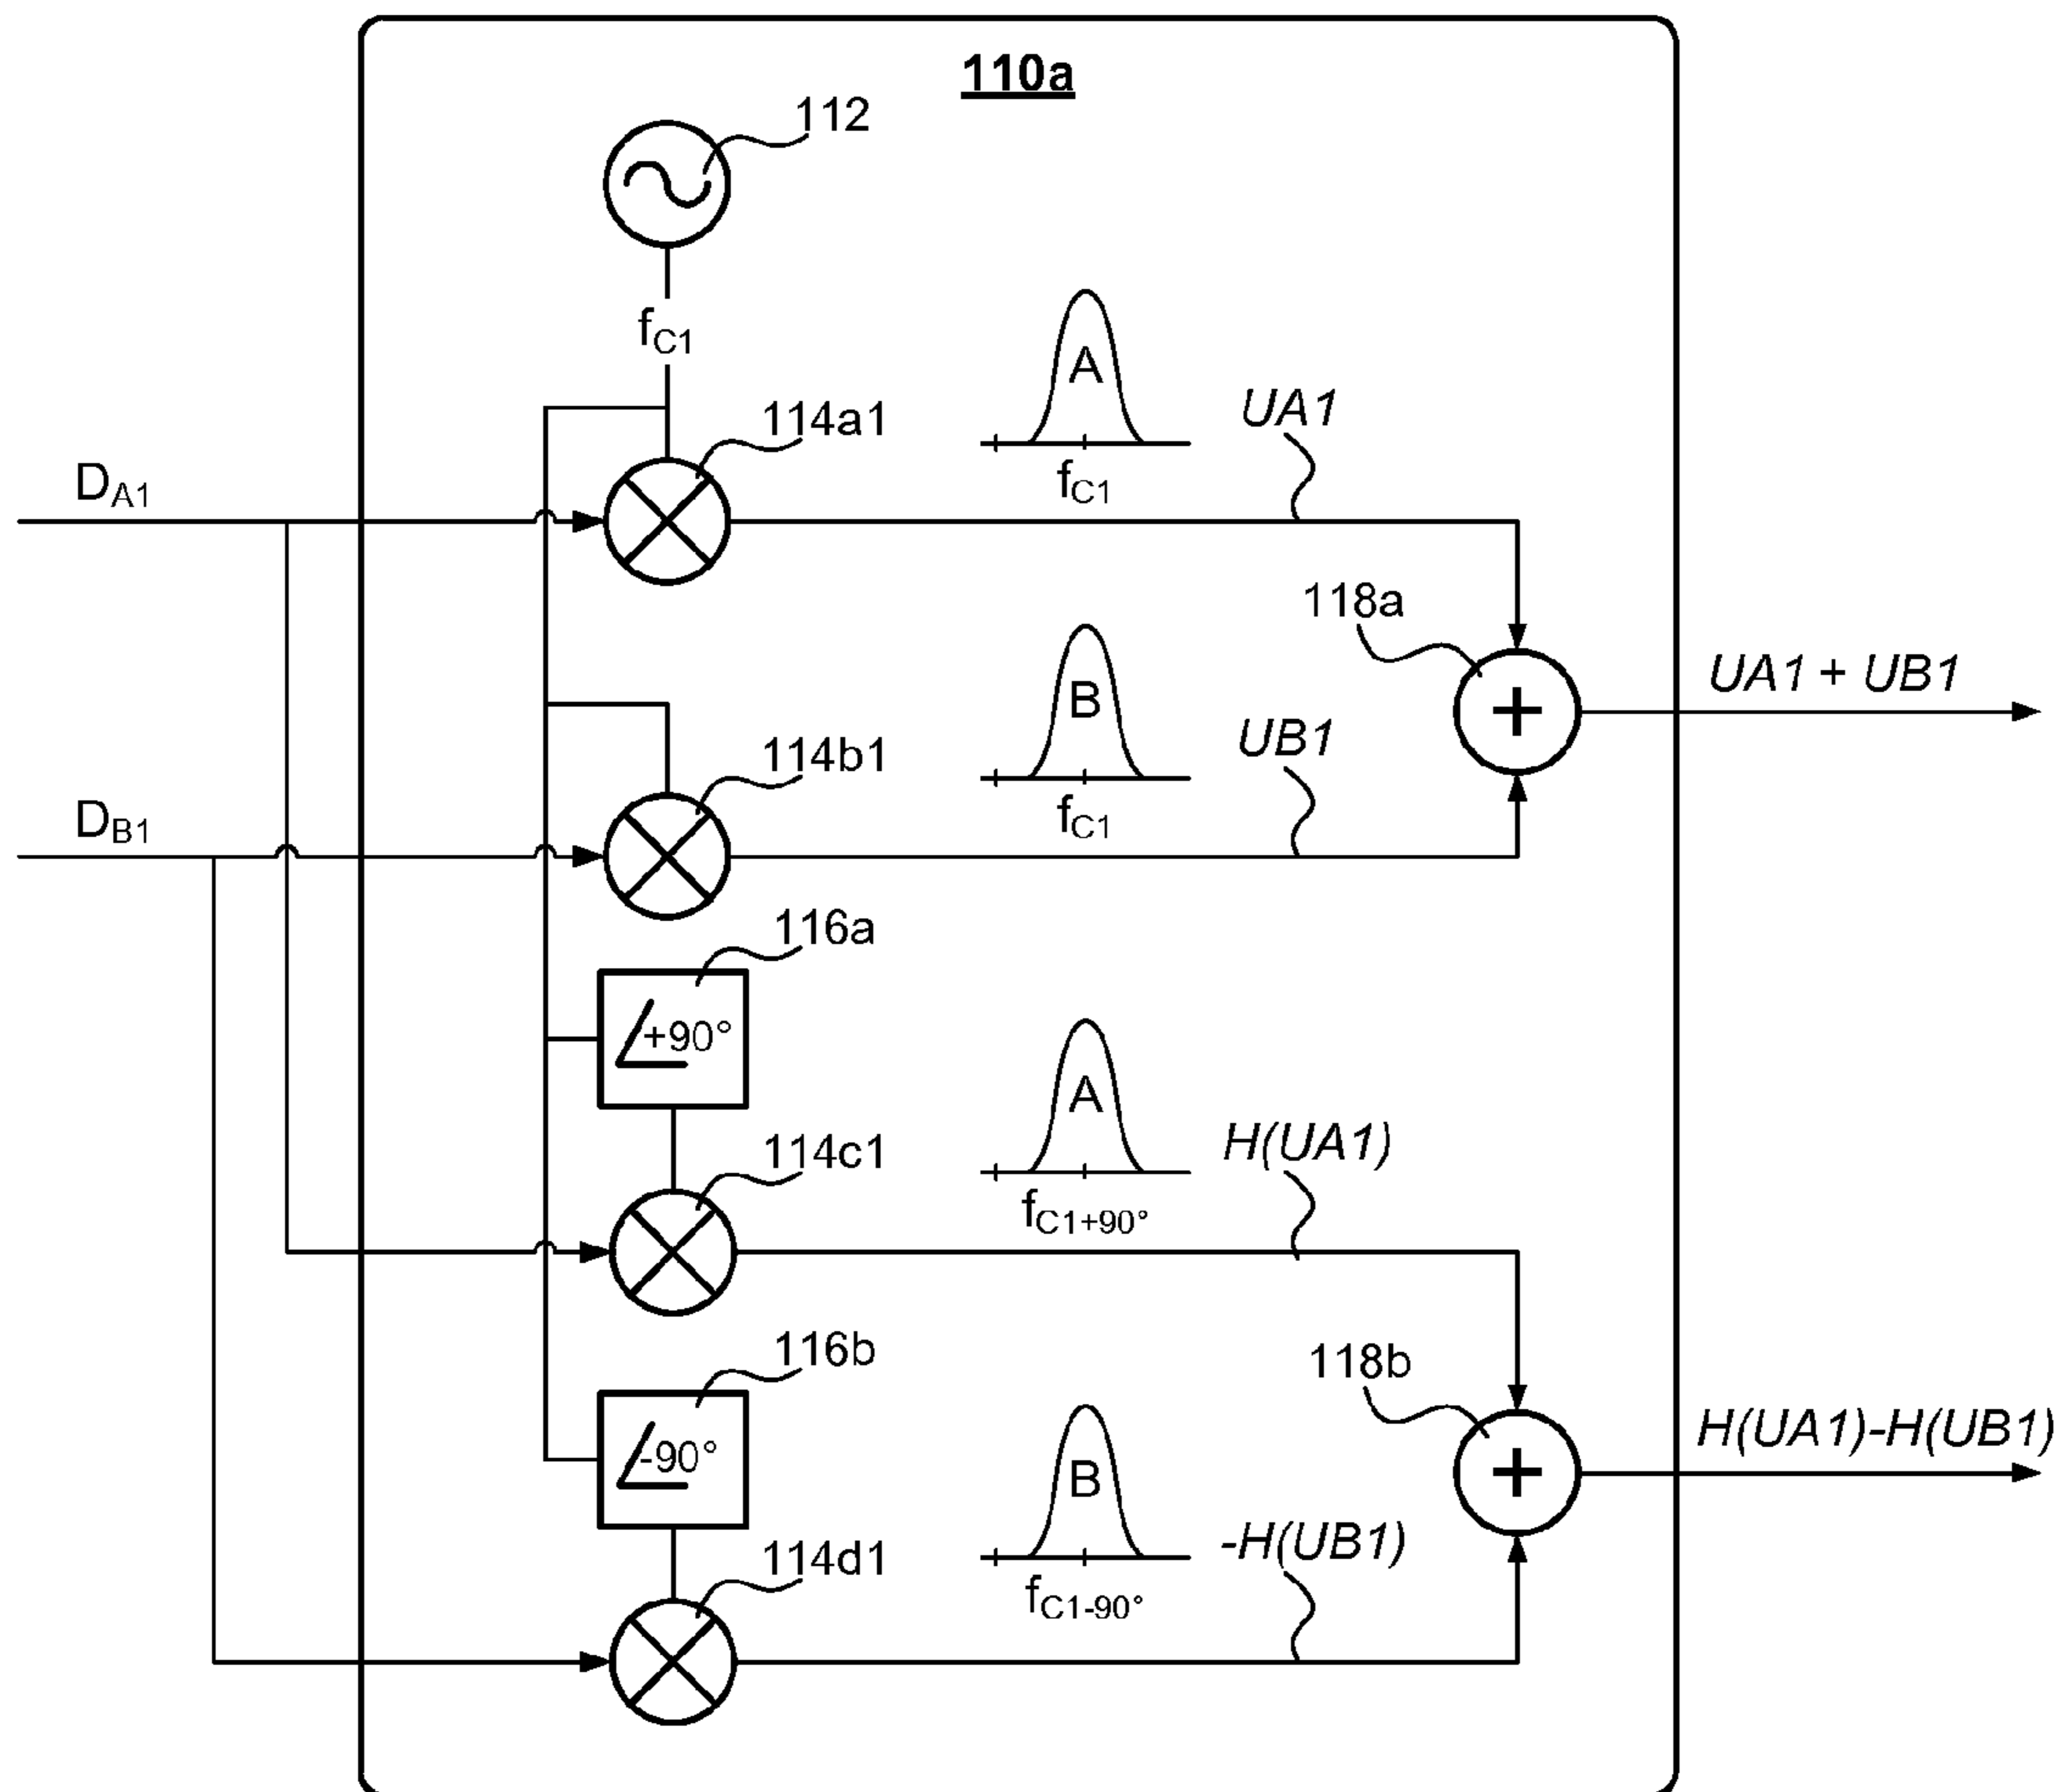 110a
112
fC1
114a1
A
fC1
UA1
DA1
118a
UA1 + UB1
B
fC1
UB1
114b1
DB1
116a
+90°
A
fC1+90°
H(UA1)
114c1
116b
-90°
118b
H(UA1)-H(UB1)
B
fC1-90°
-H(UB1)
114d1